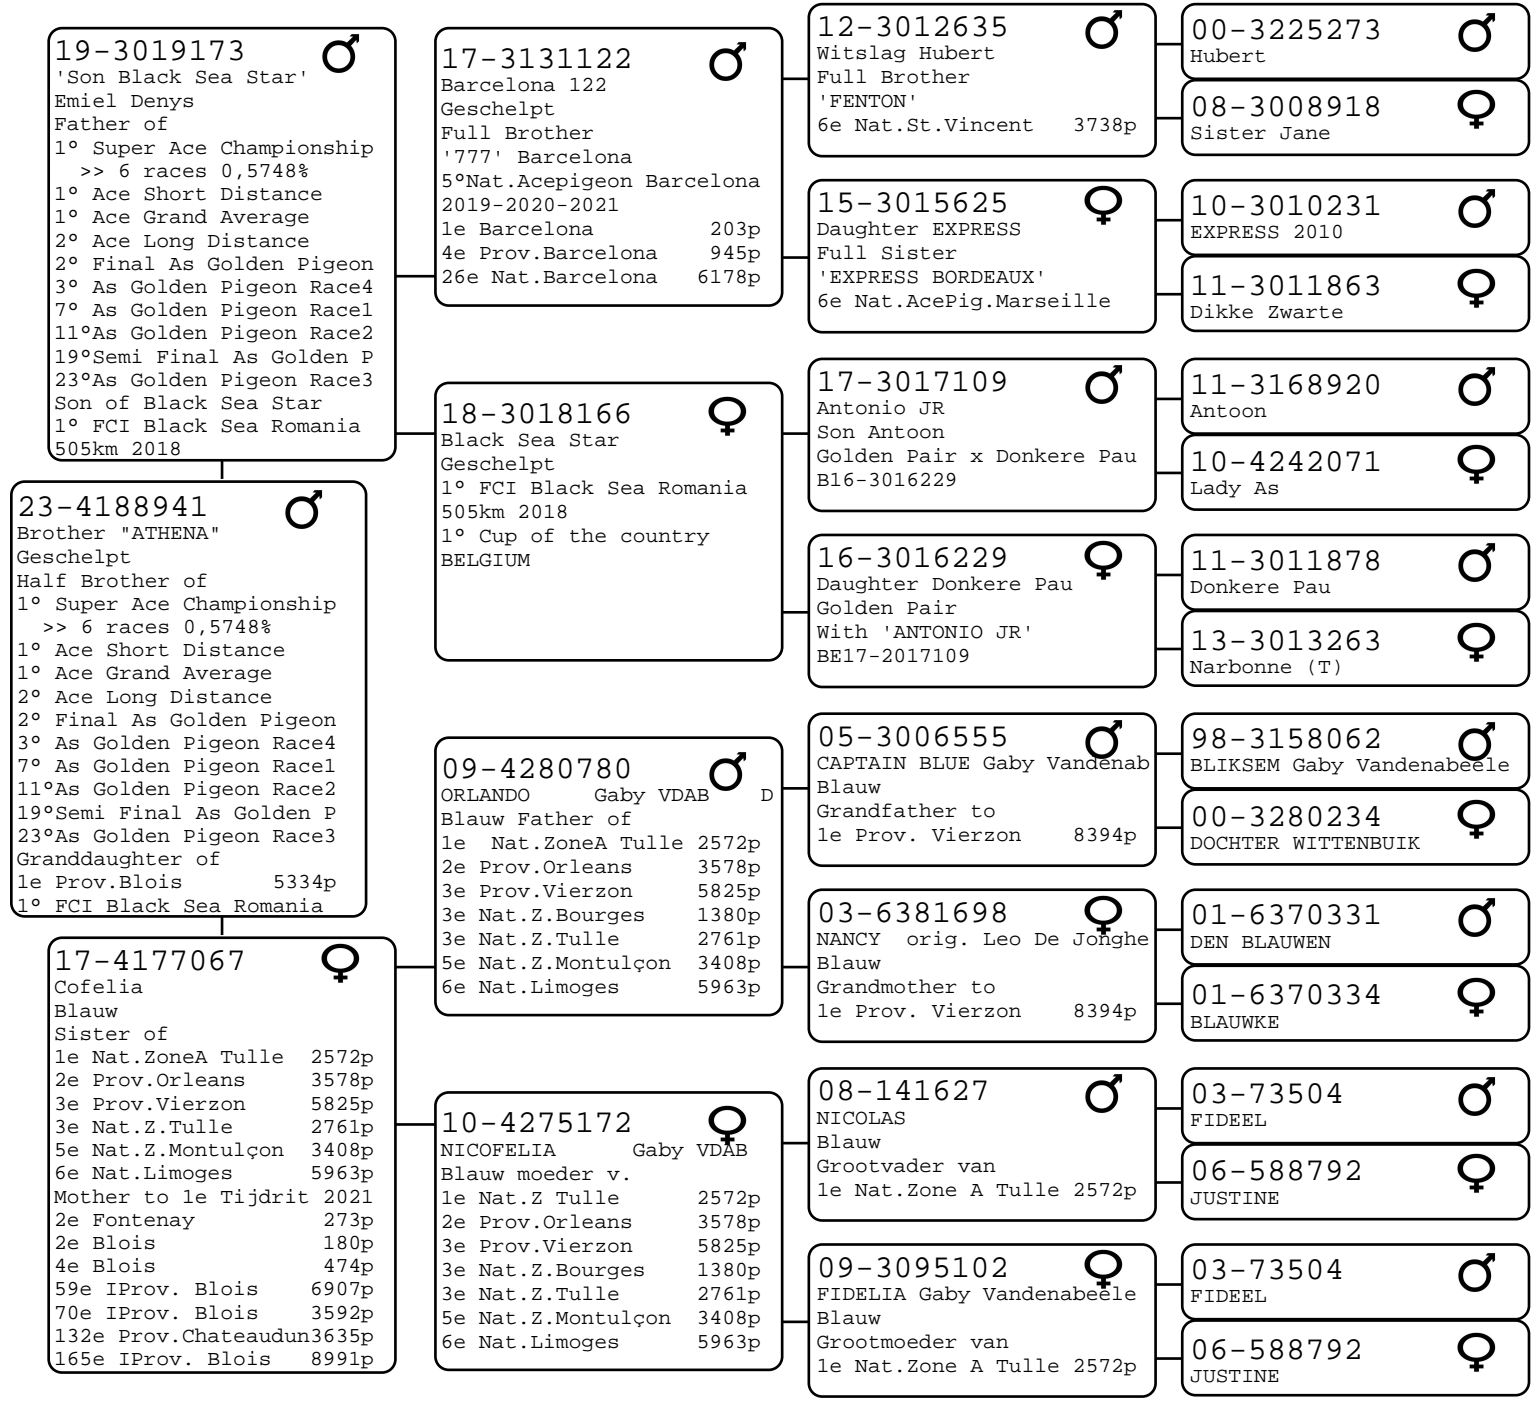 19-3019173
'Son Black Sea Star'
Emiel Denys
Father of
1° Super Ace Championship
>> 6 races 0,5748%
1° Ace Short Distance
1° Ace Grand Average
2° Ace Long Distance
2° Final As Golden Pigeon
3° As Golden Pigeon Race4
7° As Golden Pigeon Race1
11°As Golden Pigeon Race2
19°Semi Final As Golden P
23°As Golden Pigeon Race3
Son of Black Sea Star
1° FCI Black Sea Romania
505km 2018
23-4188941
Brother "ATHENA"
Geschelpt
Half Brother of
1° Super Ace Championship
>> 6 races 0,5748%
1° Ace Short Distance
1° Ace Grand Average
2° Ace Long Distance
2° Final As Golden Pigeon
3° As Golden Pigeon Race4
7° As Golden Pigeon Race1
11°As Golden Pigeon Race2
19°Semi Final As Golden P
23°As Golden Pigeon Race3
Granddaughter of
1e Prov.Blois 5334p
1° FCI Black Sea Romania
17-4177067
Cofelia
Blauw
Sister of
1e Nat.ZoneA Tulle 2572p
2e Prov.Orleans 3578p
3e Prov.Vierzon 5825p
3e Nat.Z.Tulle 2761p
5e Nat.Z.Montulçon 3408p
6e Nat.Limoges 5963p
Mother to 1e Tijdrit 2021
2e Fontenay 273p
2e Blois 180p
4e Blois 474p
59e IProv. Blois 6907p
70e IProv. Blois 3592p
132e Prov.Chateaudun3635p
165e IProv. Blois 8991p
17-3131122
Barcelona 122
Geschelpt
Full Brother
'777' Barcelona
5°Nat.Acepigeon Barcelona
2019-2020-2021
1e Barcelona 203p
4e Prov.Barcelona 945p
26e Nat.Barcelona 6178p
18-3018166
Black Sea Star
Geschelpt
1° FCI Black Sea Romania
505km 2018
1° Cup of the country
BELGIUM
09-4280780
ORLANDO Gaby VDAB D
Blauw Father of
1e Nat.ZoneA Tulle 2572p
2e Prov.Orleans 3578p
3e Prov.Vierzon 5825p
3e Nat.Z.Bourges 1380p
3e Nat.Z.Tulle 2761p
5e Nat.Z.Montulçon 3408p
6e Nat.Limoges 5963p
10-4275172
NICOFELIA Gaby VDAB
Blauw moeder v.
1e Nat.Z Tulle 2572p
2e Prov.Orleans 3578p
3e Prov.Vierzon 5825p
3e Nat.Z.Bourges 1380p
3e Nat.Z.Tulle 2761p
5e Nat.Z.Montulçon 3408p
6e Nat.Limoges 5963p
12-3012635
Witslag Hubert
Full Brother
'FENTON'
6e Nat.St.Vincent 3738p
15-3015625
Daughter EXPRESS
Full Sister
'EXPRESS BORDEAUX'
6e Nat.AcePig.Marseille
17-3017109
Antonio JR
Son Antoon
Golden Pair x Donkere Pau
B16-3016229
16-3016229
Daughter Donkere Pau
Golden Pair
With 'ANTONIO JR'
BE17-2017109
05-3006555
CAPTAIN BLUE Gaby Vandenab
Blauw
Grandfather to
1e Prov. Vierzon 8394p
03-6381698
NANCY orig. Leo De Jonghe
Blauw
Grandmother to
1e Prov. Vierzon 8394p
08-141627
NICOLAS
Blauw
Grootvader van
1e Nat.Zone A Tulle 2572p
09-3095102
FIDELIA Gaby Vandenabeele
Blauw
Grootmoeder van
1e Nat.Zone A Tulle 2572p
00-3225273
Hubert
08-3008918
Sister Jane
10-3010231
EXPRESS 2010
11-3011863
Dikke Zwarte
11-3168920
Antoon
10-4242071
Lady As
11-3011878
Donkere Pau
13-3013263
Narbonne (T)
98-3158062
BLIKSEM Gaby Vandenabeele
00-3280234
DOCHTER WITTENBUIK
01-6370331
DEN BLAUWEN
01-6370334
BLAUWKE
03-73504
FIDEEL
06-588792
JUSTINE
03-73504
FIDEEL
06-588792
JUSTINE